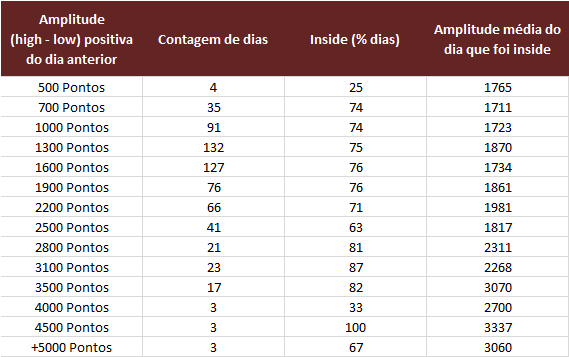 Amplitude (high - low) positiva do dia anterior	Contagem de dias	Inside (% dias)	Amplitude média do dia que foi inside
500 Pontos	4	25	1765
700 Pontos	35	74	1711
1000 Pontos	91	74	1723
1300 Pontos	132	75	1870
1600 Pontos	127	76	1734
1900 Pontos	76	76	1861
2200 Pontos	66	71	1981
2500 Pontos	41	63	1817
2800 Pontos	21	81	2311
3100 Pontos	23	87	2268
3500 Pontos	17	82	3070
4000 Pontos	3	33	2700
4500 Pontos	3	100	3337
+5000 Pontos	3	67	3060